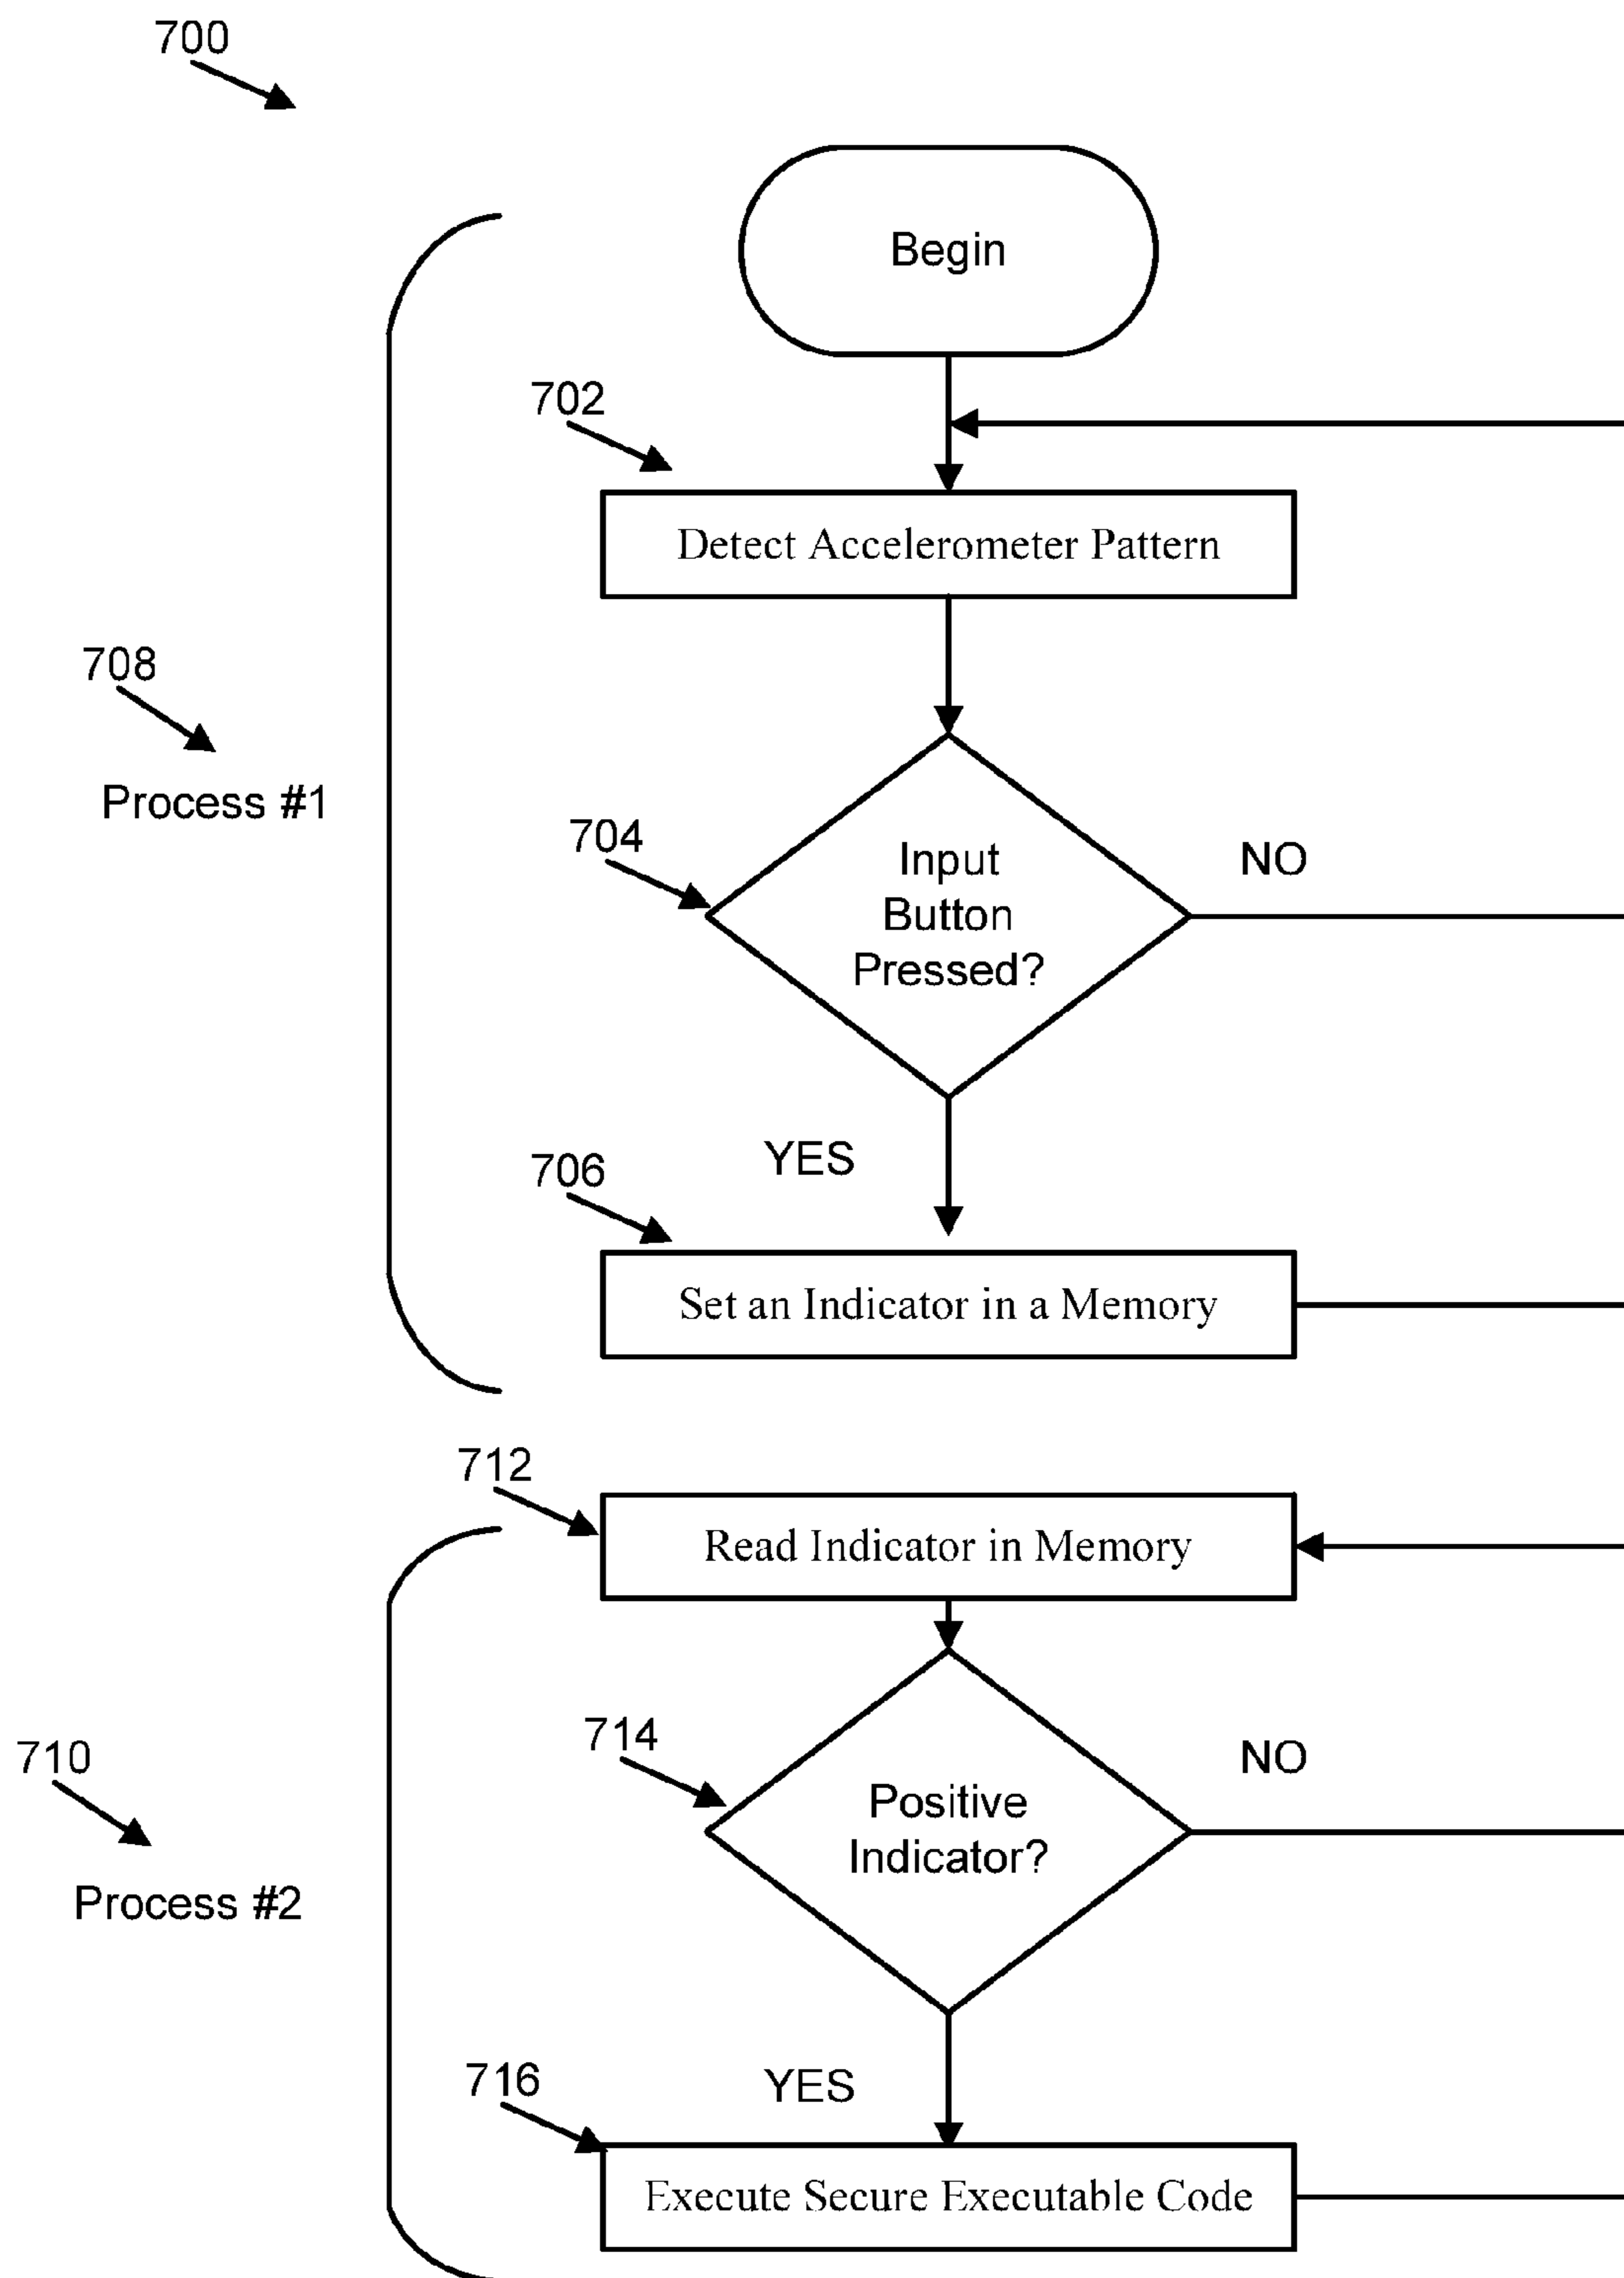 700
Begin
702
Detect Accelerometer Pattern
708
Process #1
704
Input
Button
Pressed?
NO
YES
706
Set an Indicator in a Memory
712
Read Indicator in Memory
714
Positive
Indicator?
NO
710
Process #2
YES
716
Execute Secure Executable Code